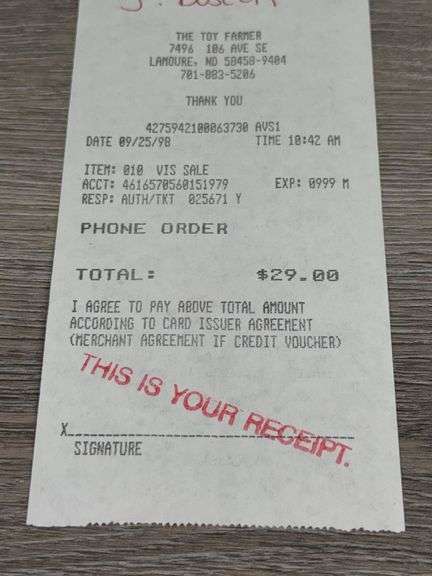 THE TOY FARMER
7496 106 AVE SE
LAMOURE, ND 58458-9404
701-883-5206
THANK YOU
4275942100063730 AVS1
DATE 09/25/98 TIME 10:42 AM
ITEM: 010 VIS SALE
ACCT: 4616570560151979 EXP: 0999 M
RESP: AUTH/TKT 025671 Y
PHONE ORDER
TOTAL: $29.00
I AGREE TO PAY ABOVE TOTAL AMOUNT
ACCORDING TO CARD ISSUER AGREEMENT
(MERCHANT AGREEMENT IF CREDIT VOUCHER)
THIS IS YOUR RECEIPT.
X
SIGNATURE